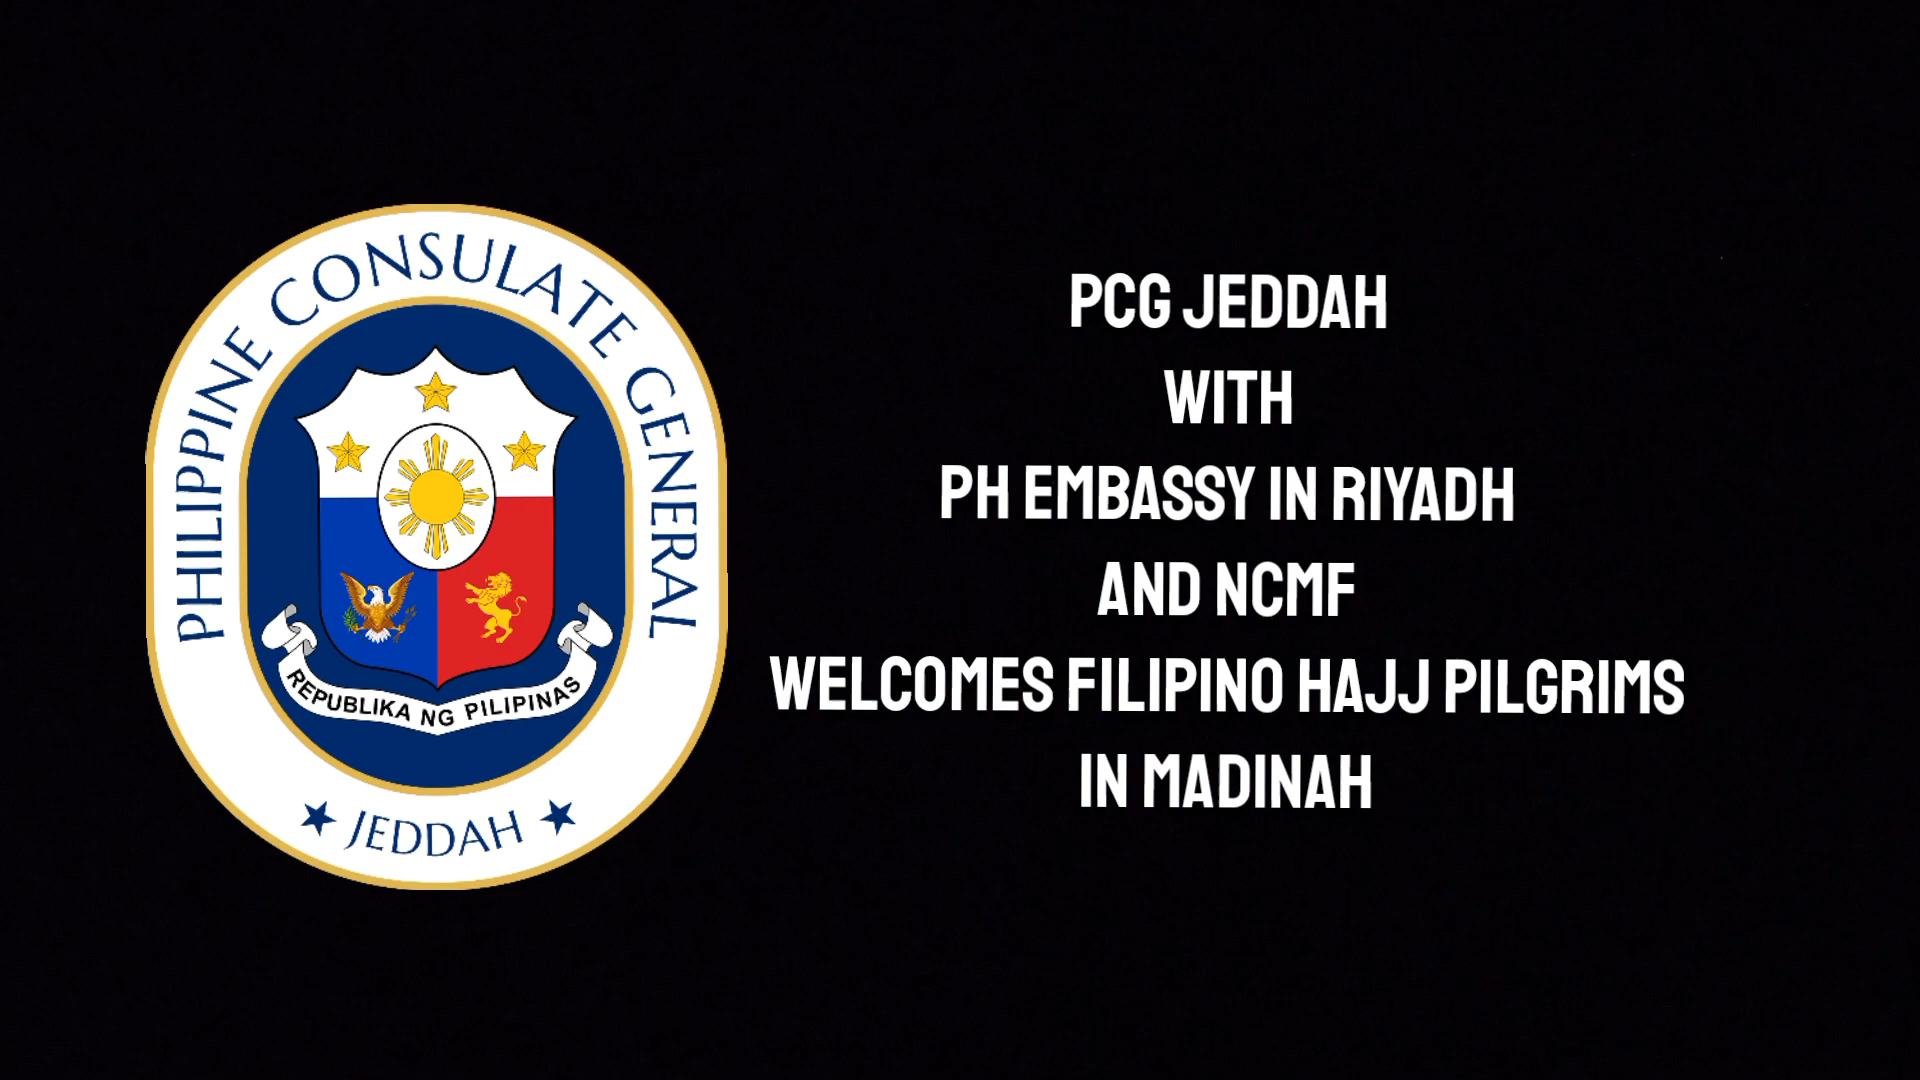 PHILIPPINE CONSULATE GENERAL
REPUBLIKA NG PILIPINAS
JEDDAH
PCG JEDDAH
WITH
PH EMBASSY IN RIYADH
AND NCMF
WELCOMES FILIPINO HAJJ PILGRIMS
IN MADINAH